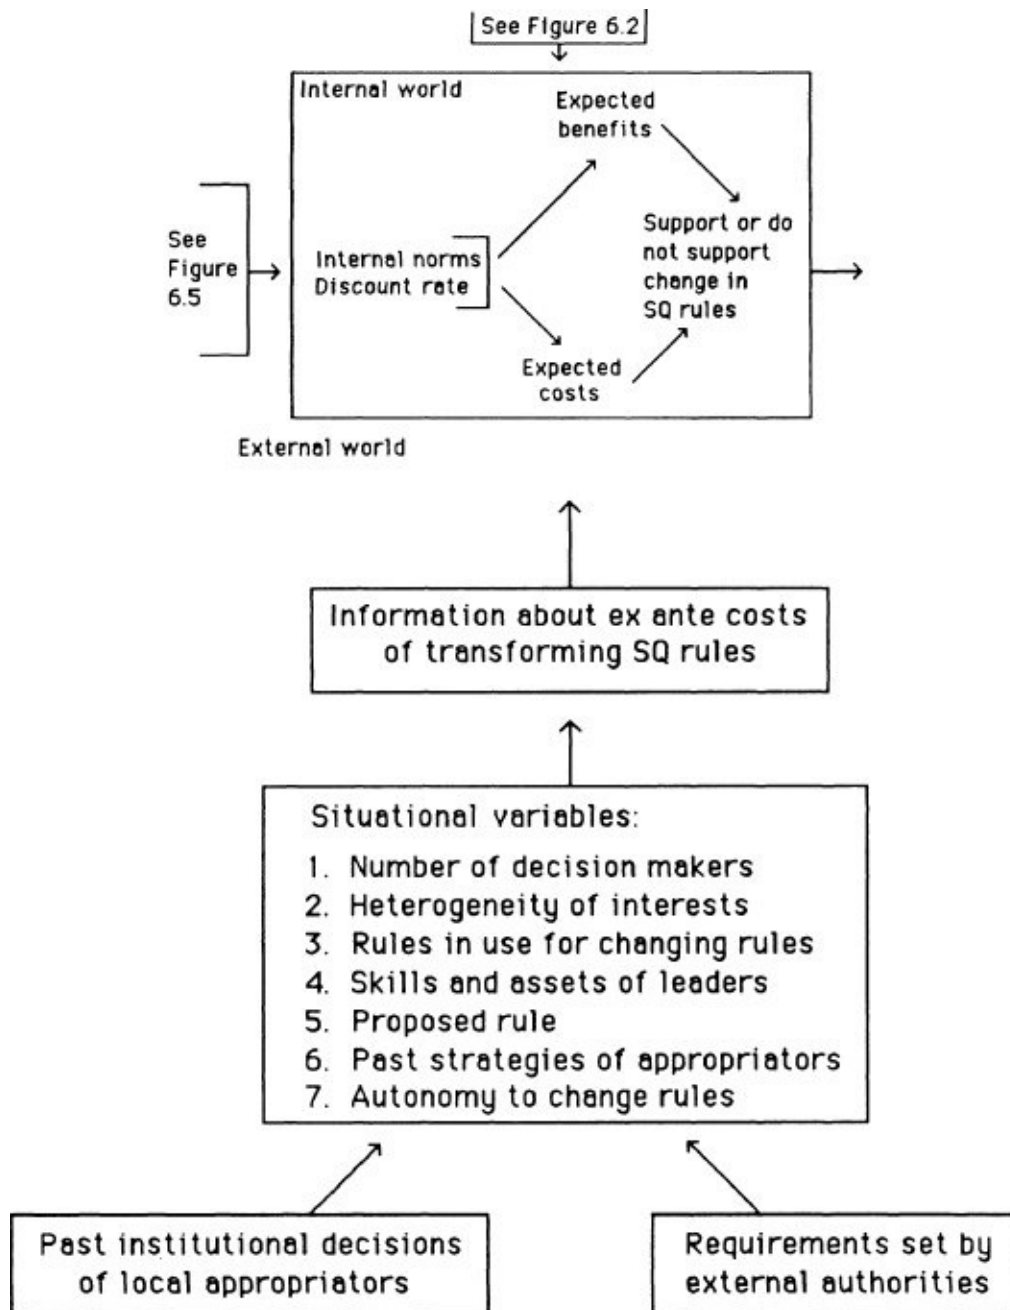 See Figure 6.2
Internal world
Expected
benefits
See
Figure
6.5
Internal norms
Discount rate
Support or do
not support
change in
SQ rules
Expected
costs
External world
Information about ex ante costs
of transforming SQ rules
Situational variables:
1. Number of decision makers
2. Heterogeneity of interests
3. Rules in use for changing rules
4. Skills and assets of leaders
5. Proposed rule
6. Past strategies of appropriators
7. Autonomy to change rules
Past institutional decisions
of local appropriators
Requirements set by
external authorities